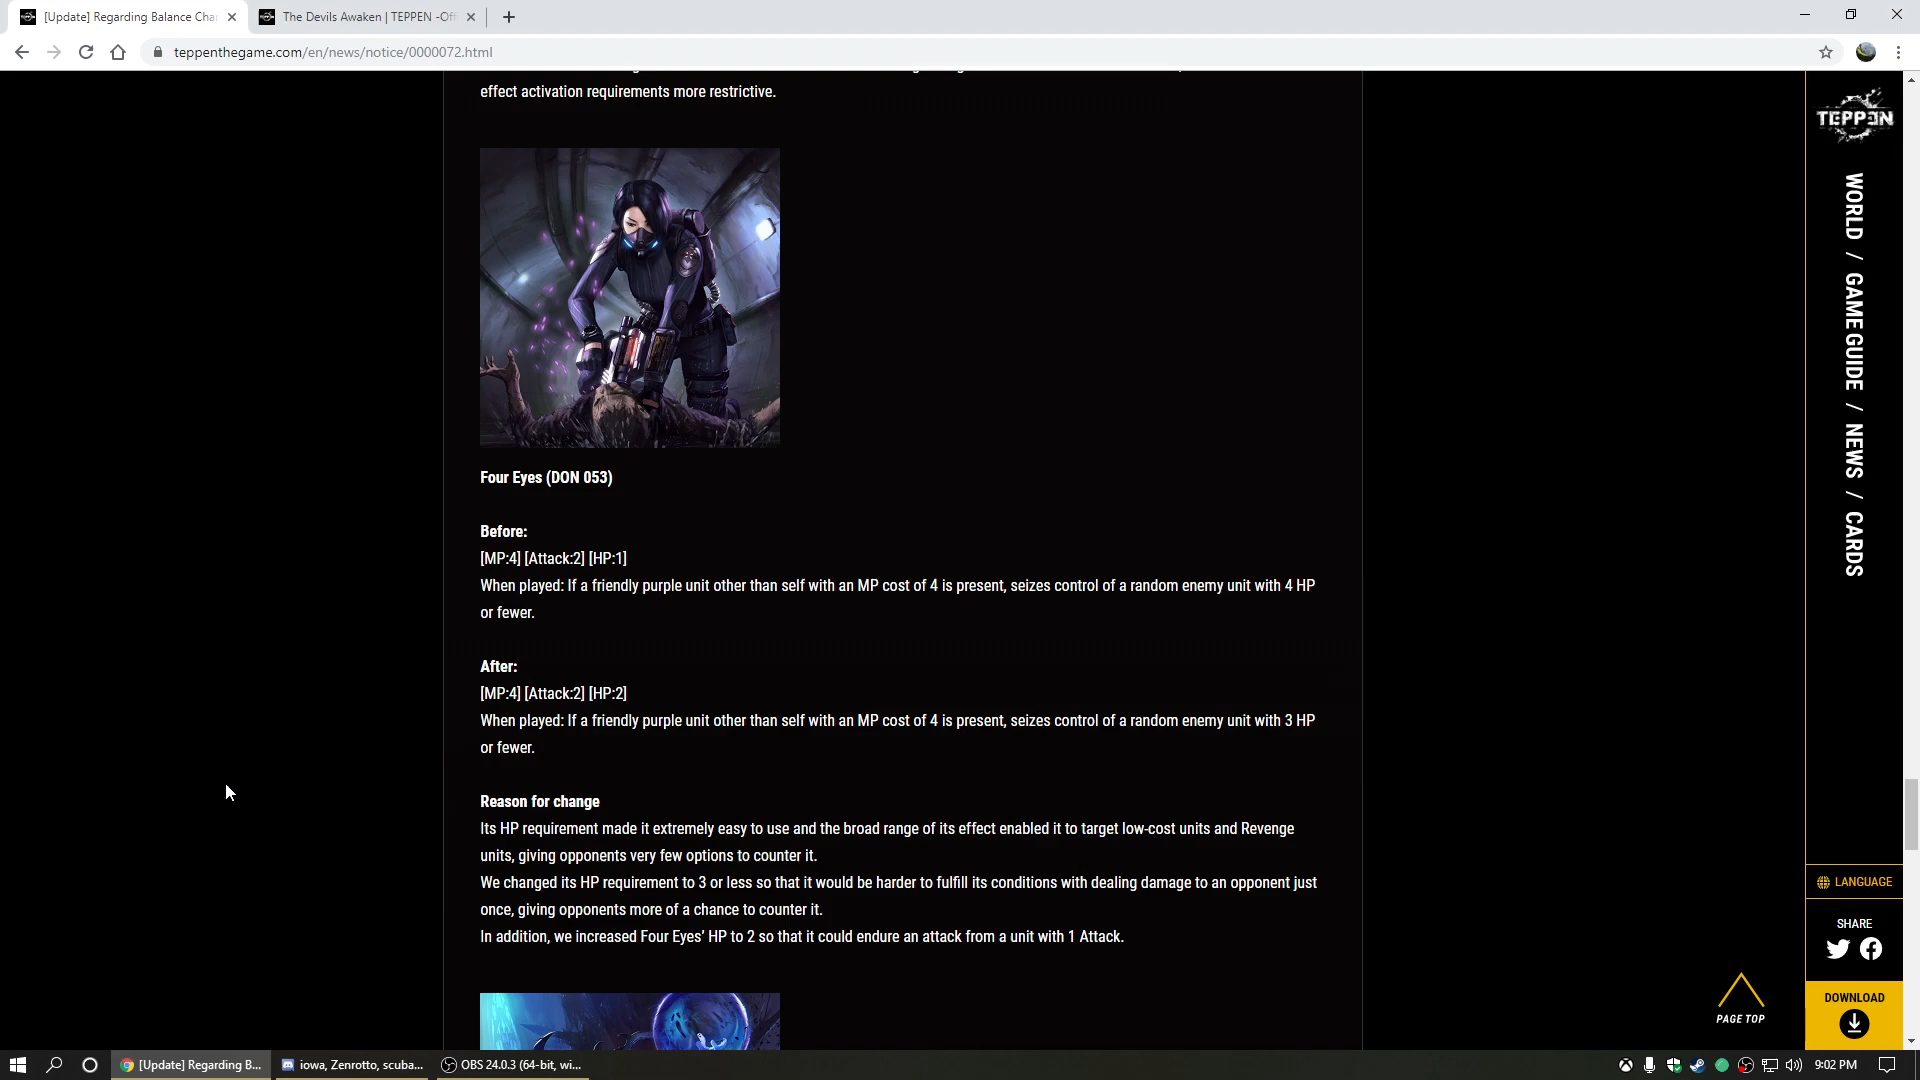 [Update] Regarding Balance Cha
The Devils Awaken | TEPPEN -Offi
teppenthegame.com/en/news/notice/0000072.html
effect activation requirements more restrictive.
Four Eyes (DON 053)
Before:
[MP:4] [Attack:2] [HP:1]
When played: If a friendly purple unit other than self with an MP cost of 4 is present, seizes control of a random enemy unit with 4 HP
or fewer.
After:
[MP:4] [Attack:2] [HP:2]
When played: If a friendly purple unit other than self with an MP cost of 4 is present, seizes control of a random enemy unit with 3 HP
or fewer.
Reason for change
Its HP requirement made it extremely easy to use and the broad range of its effect enabled it to target low-cost units and Revenge
units, giving opponents very few options to counter it.
We changed its HP requirement to 3 or less so that it would be harder to fulfill its conditions with dealing damage to an opponent just
once, giving opponents more of a chance to counter it.
In addition, we increased Four Eyes' HP to 2 so that it could endure an attack from a unit with 1 Attack.
TEPPEN
WORLD / GAME GUIDE / NEWS / CARDS
LANGUAGE
SHARE
DOWNLOAD
PAGE TOP
[Update] Regarding B...
iowa, Zenrotto, scuba...
OBS 24.0.3 (64-bit, wi...
9:02 PM